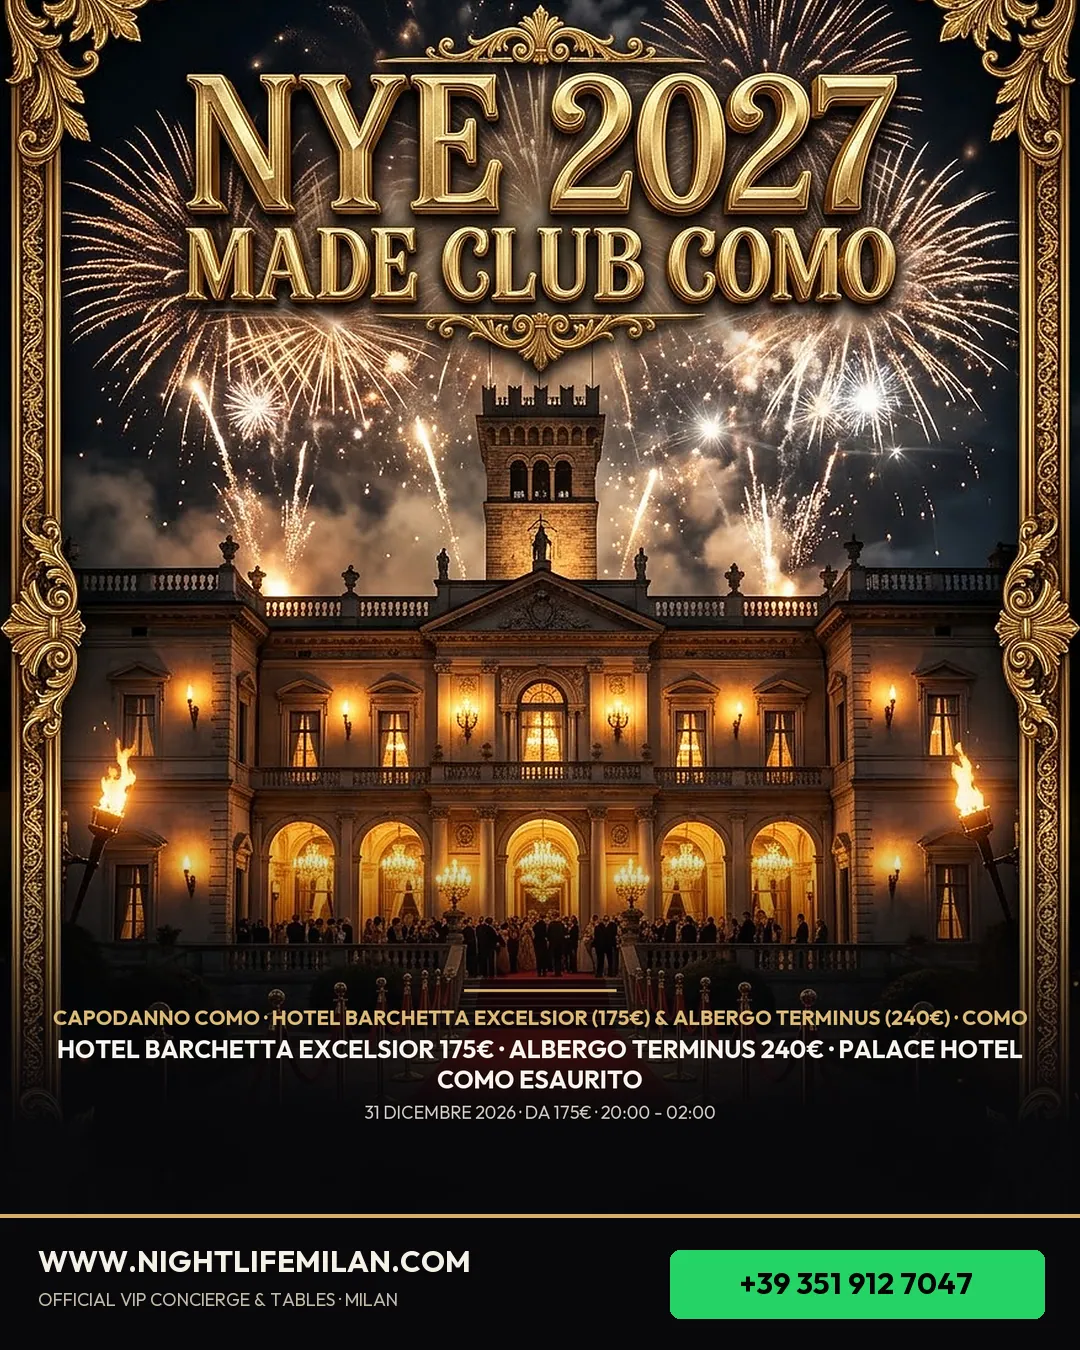 NYE 2027
MADE CLUB COMO
CAPODANNO COMO · HOTEL BARCHETTA EXCELSIOR (175€) & ALBERGO TERMINUS (240€) · COMO
HOTEL BARCHETTA EXCELSIOR 175€ · ALBERGO TERMINUS 240€ · PALACE HOTEL
COMO ESAURITO
31 DICEMBRE 2026 · DA 175€ · 20:00 - 02:00
WWW.NIGHTLIFEMILAN.COM
+39 351 912 7047
OFFICIAL VIP CONCIERGE & TABLES · MILAN